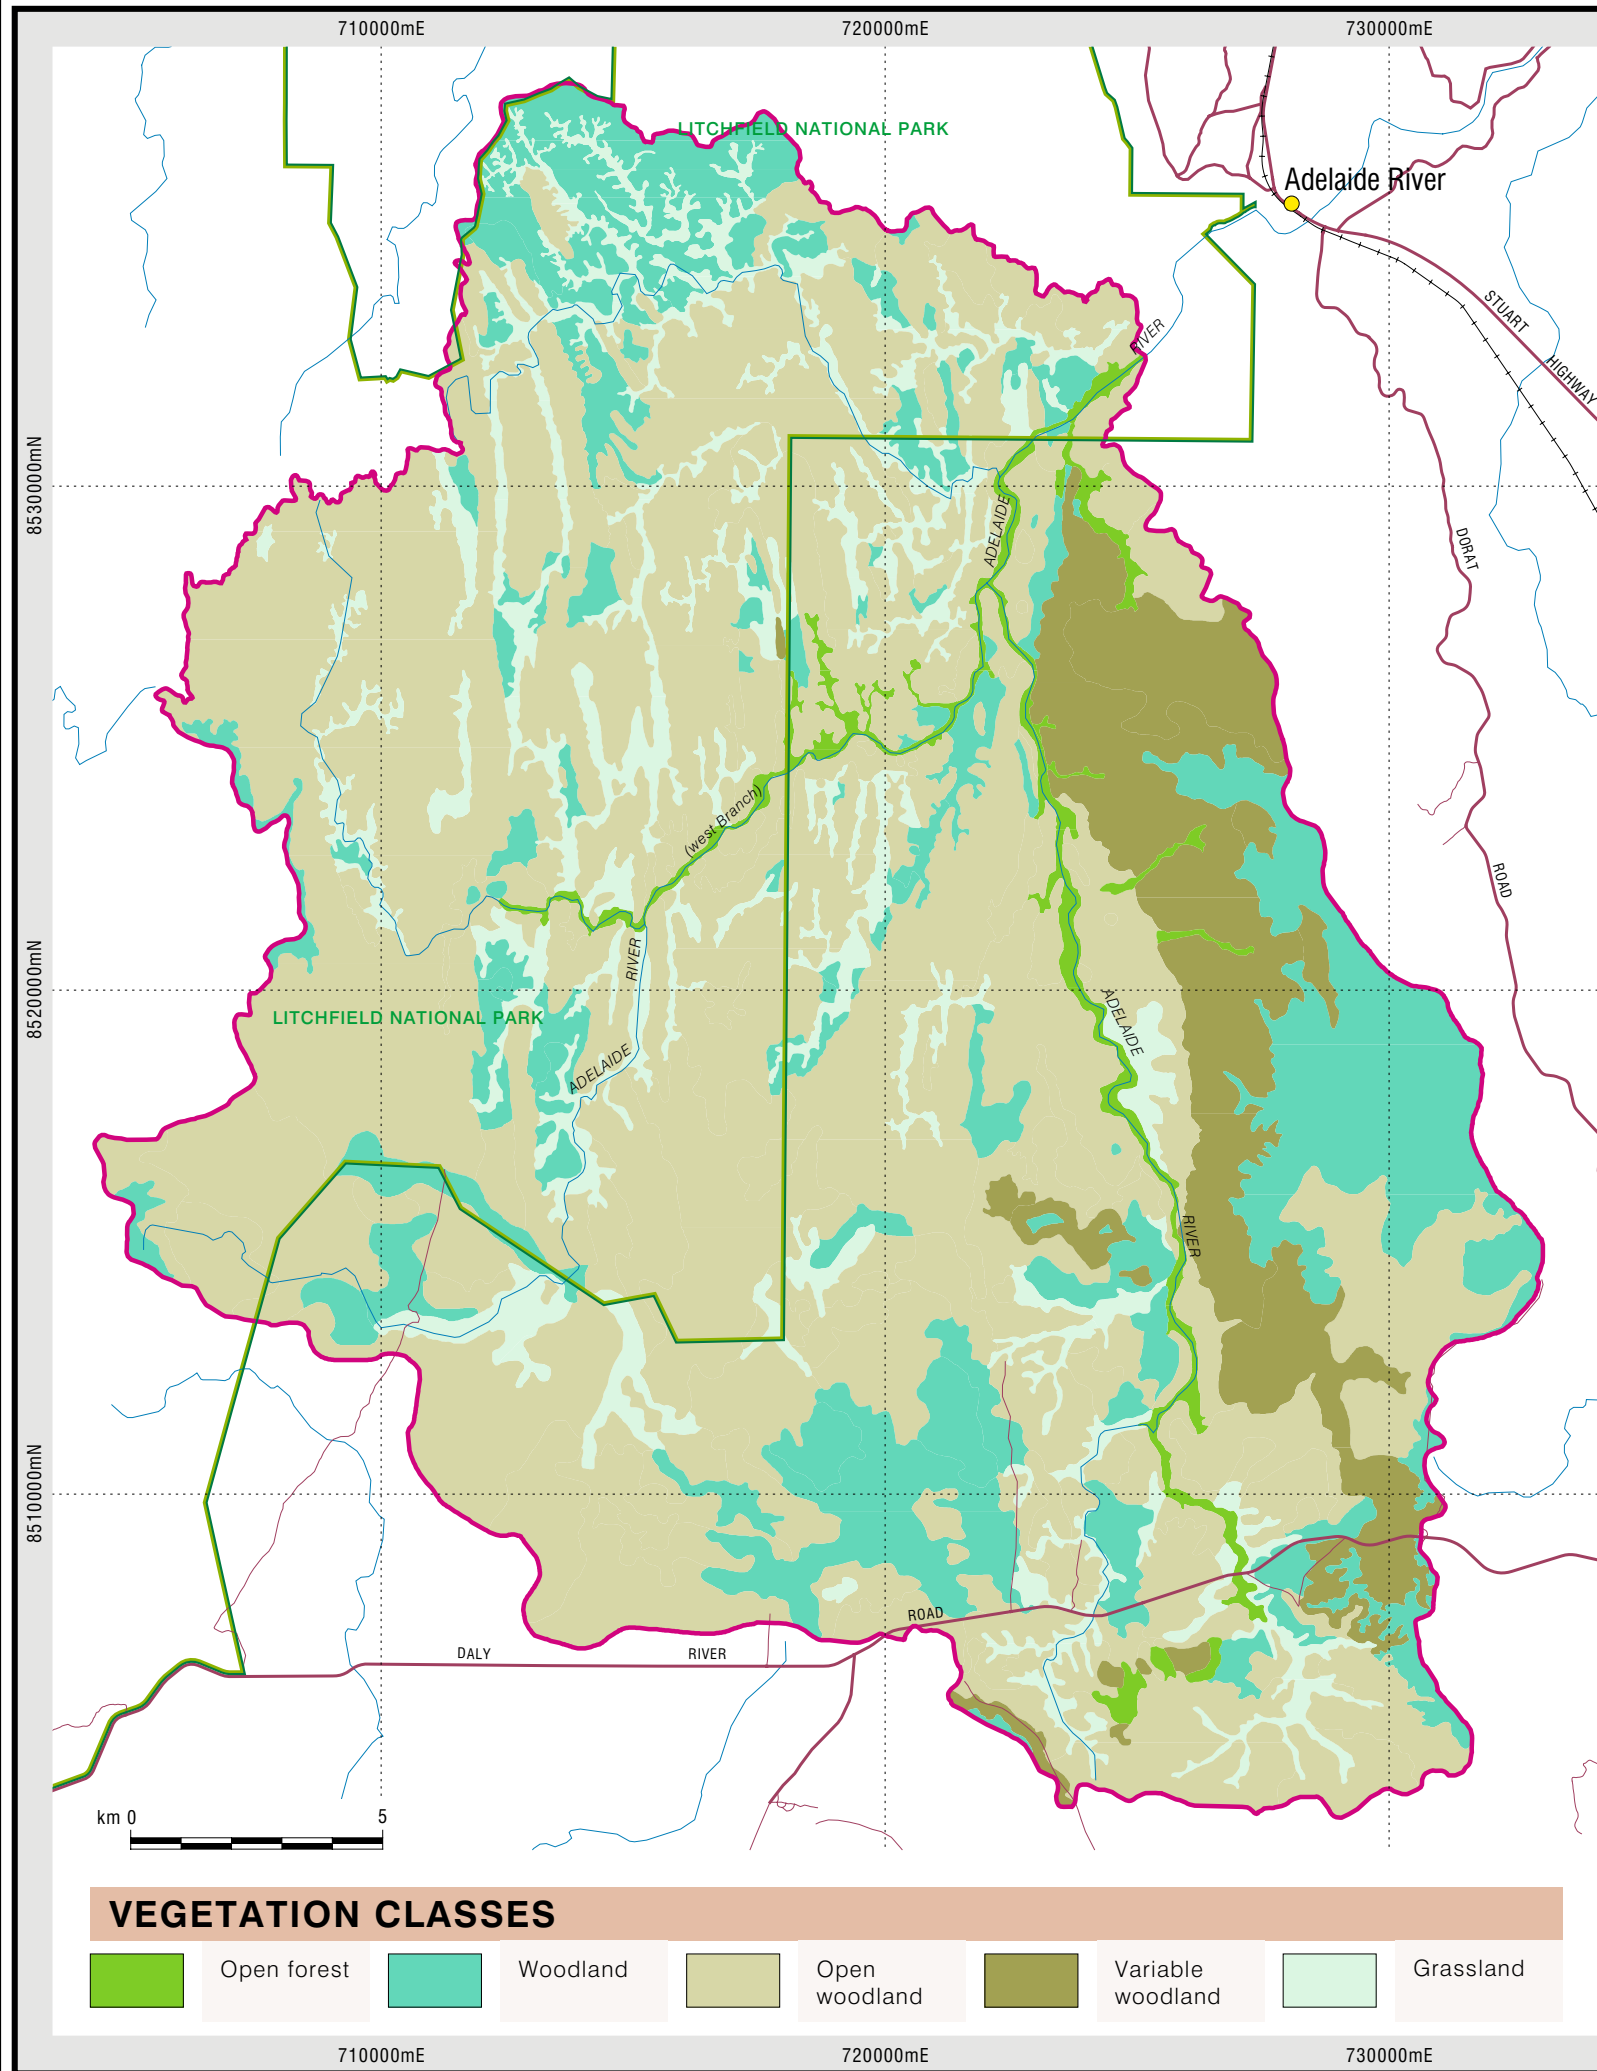 710000mE 720000mE 730000mE
LITCHFIELD NATIONAL PARK
Adelaide River
STUART
HIGHWAY
RIVER
8530000mN
ADELAIDE
DORAT
(west Branch)
ROAD
RIVER
8520000mN
LITCHFIELD NATIONAL PARK
ADELAIDE
ADELAIDE
RIVER
8510000mN
ROAD
DALY RIVER
km 0 5
VEGETATION CLASSES
Open forest
Woodland
Open
woodland
Variable
woodland
Grassland
710000mE 720000mE 730000mE